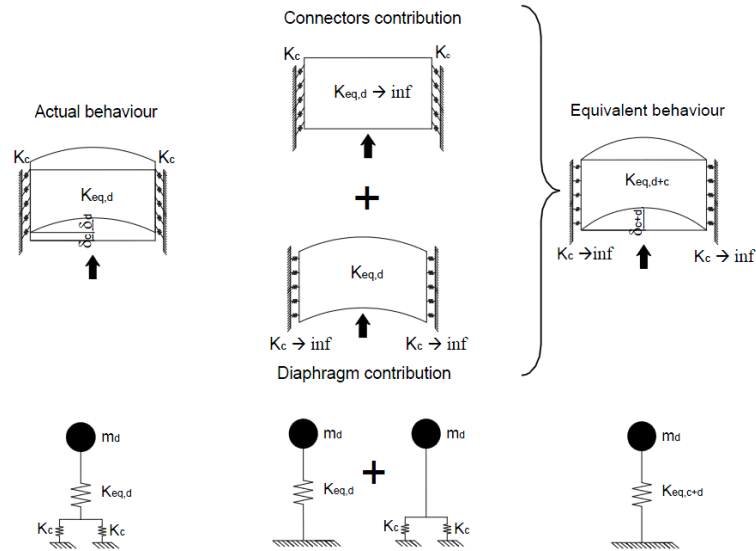 Connectors contribution
Kc
Kc
Keq,d → inf
Actual behaviour
Kc
Kc
Keq,d
δc δd
+
Keq,d
Kc → inf
Kc → inf
Diaphragm contribution
Equivalent behaviour
Keq,d+c
δc+d
Kc →inf
Kc → inf
md
Keq,d
Kc
Kc
md
Keq,d
+
md
Kc
Kc
md
Keq,c+d